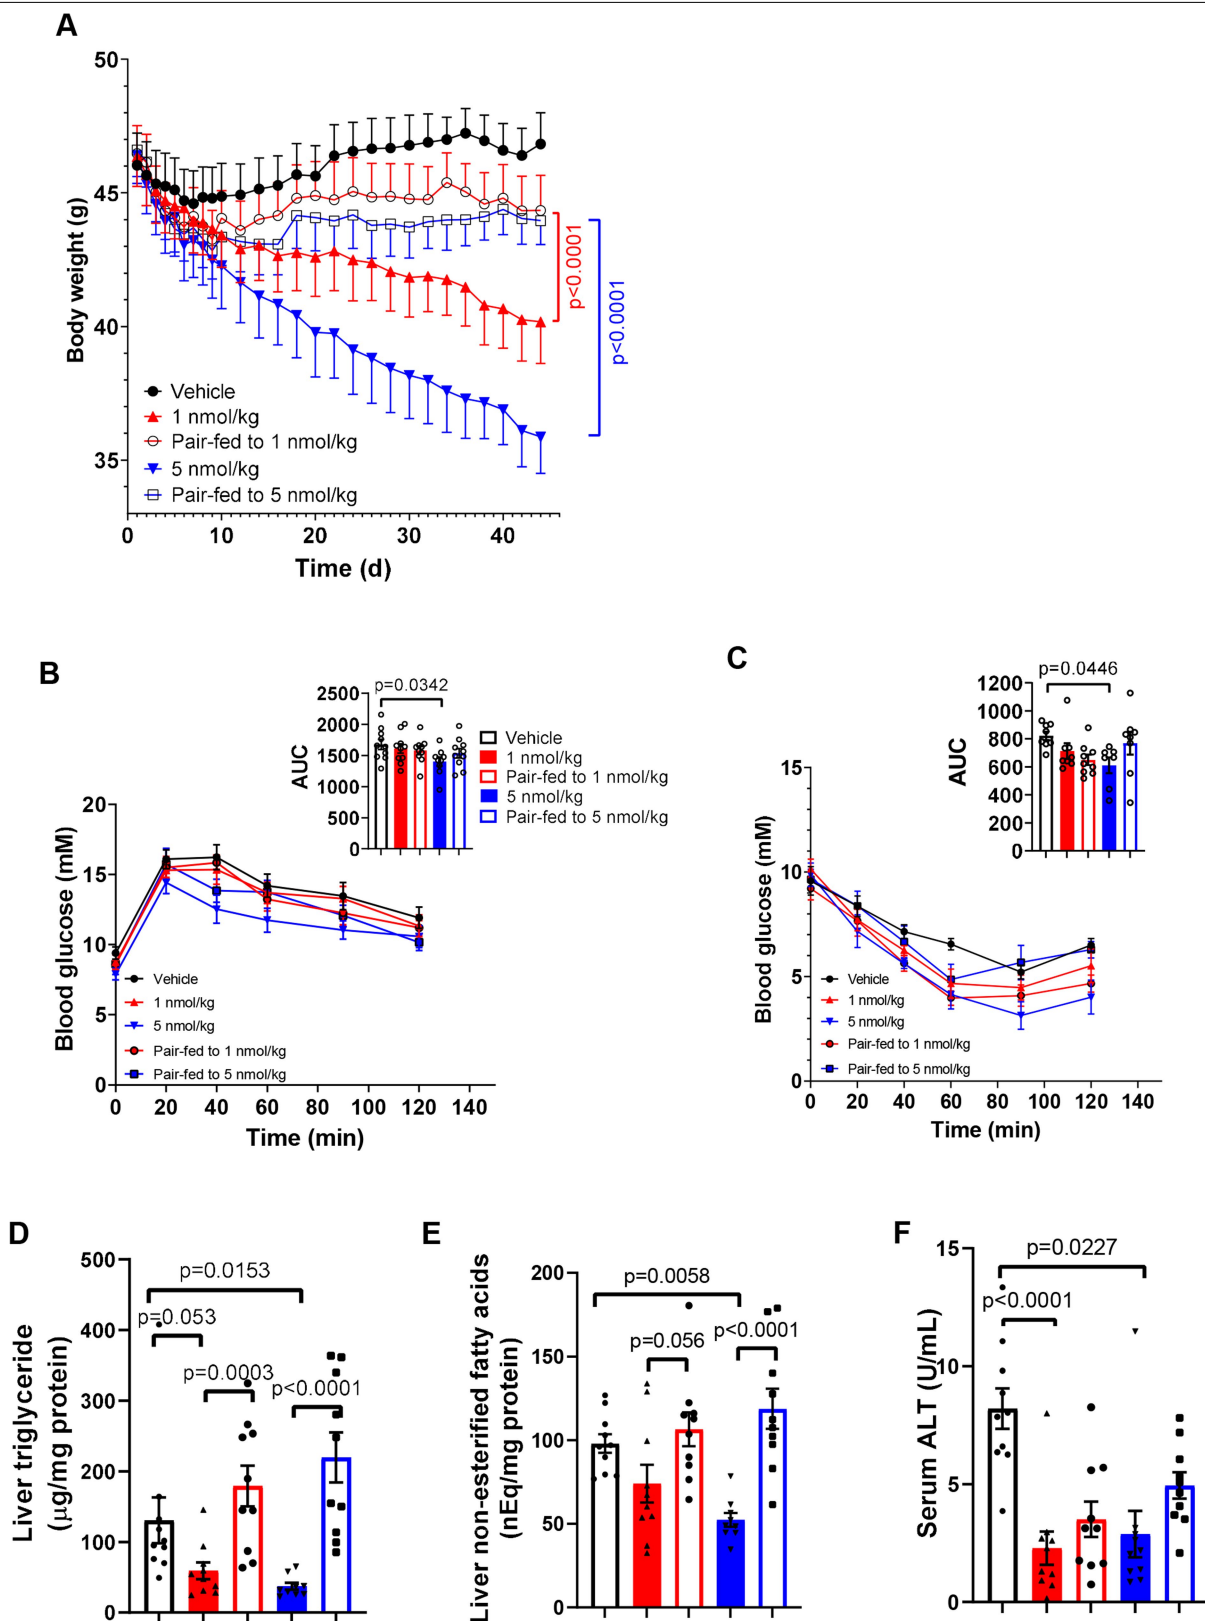 A
50
45
40
35
Body weight (g)
Vehicle
1 nmol/kg
Pair-fed to 1 nmol/kg
5 nmol/kg
Pair-fed to 5 nmol/kg
p<0.0001
p<0.0001
0 10 20 30 40
Time (d)
B
p=0.0342
2500
2000
1500
1000
500
0
AUC
Vehicle
1 nmol/kg
Pair-fed to 1 nmol/kg
5 nmol/kg
Pair-fed to 5 nmol/kg
20
15
10
5
0
Blood glucose (mM)
Vehicle
1 nmol/kg
5 nmol/kg
Pair-fed to 1 nmol/kg
Pair-fed to 5 nmol/kg
0 20 40 60 80 100 120 140
Time (min)
C
p=0.0446
1200
1000
800
600
400
200
0
AUC
15
10
5
0
Blood glucose (mM)
Vehicle
1 nmol/kg
5 nmol/kg
Pair-fed to 1 nmol/kg
Pair-fed to 5 nmol/kg
0 20 40 60 80 100 120 140
Time (min)
D
500
400
300
200
100
0
Liver triglyceride
(μg/mg protein)
p=0.0153
p=0.053
p=0.0003
p<0.0001
E
200
150
100
50
0
Liver non-esterified fatty acids
(nEq/mg protein)
p=0.0058
p=0.056
p<0.0001
F
15
10
5
0
Serum ALT (U/mL)
p=0.0227
p<0.0001